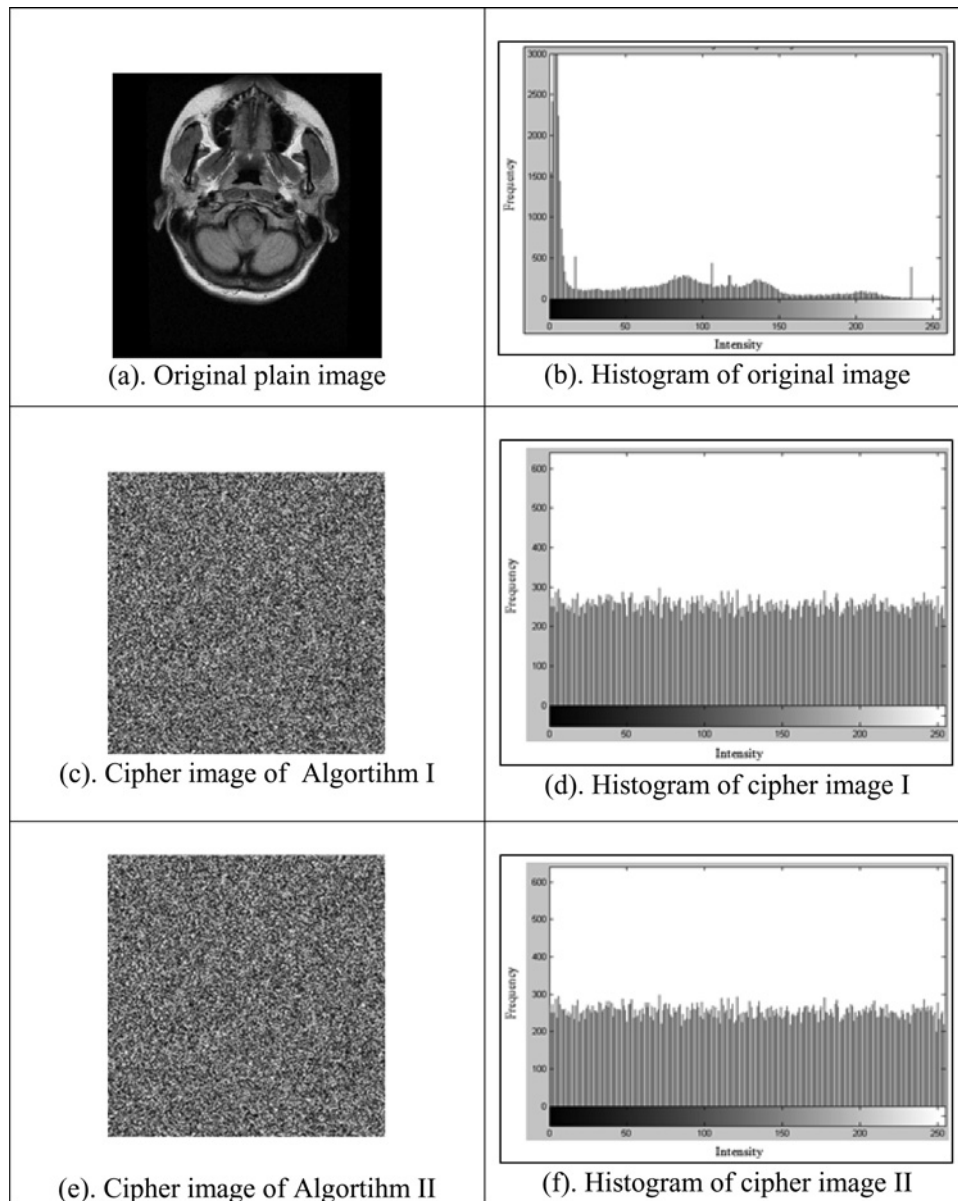 3000
2500
2000
1500
1000
500
0
Frequency
0 50 100 150 200 250
Intensity
(a). Original plain image
(b). Histogram of original image
600
500
400
300
200
100
0
Frequency
0 50 100 150 200 250
Intensity
(c). Cipher image of Algortihm I
(d). Histogram of cipher image I
600
500
400
300
200
100
0
Frequency
0 50 100 150 200 250
Intensity
(e). Cipher image of Algortihm II
(f). Histogram of cipher image II